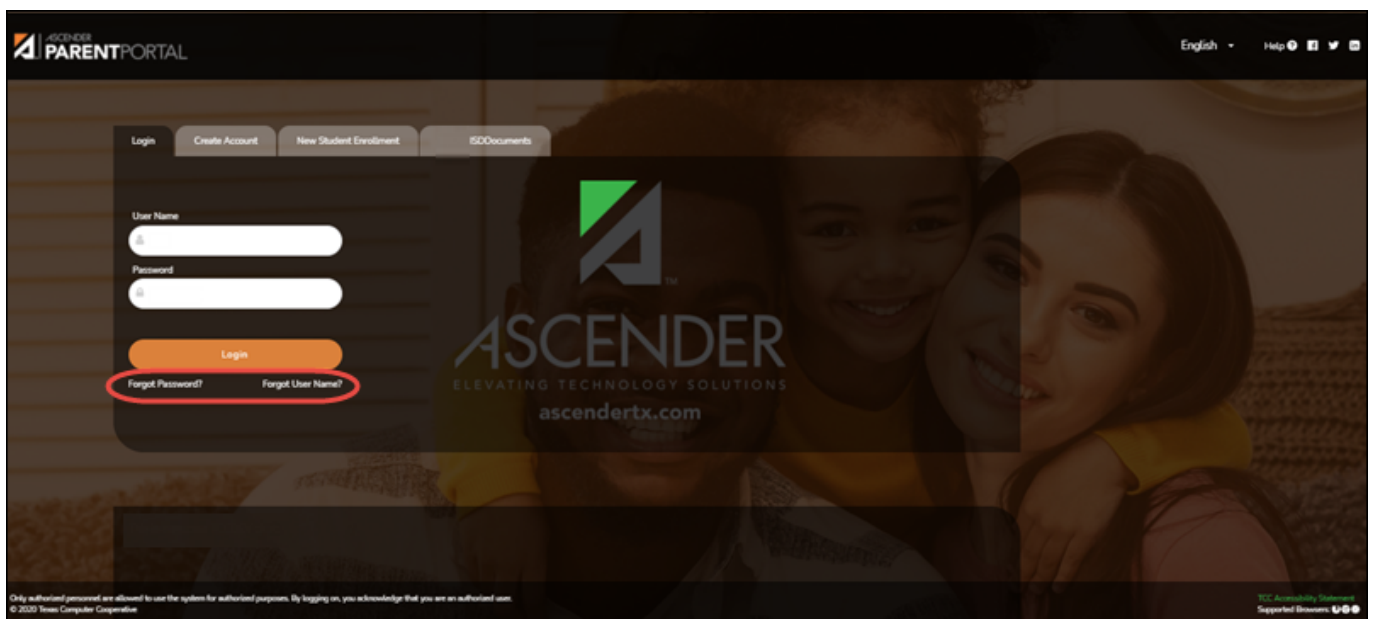 ASCENDER
PARENTPORTAL
English
Help
Login
Create Account
New Student Enrollment
ISDDocuments
User Name
Password
Login
Forgot Password?
Forgot User Name?
TM
ASCENDER
ELEVATING TECHNOLOGY SOLUTIONS
ascendertx.com
Only authorized personnel are allowed to use the system for authorized purposes. By logging on, you acknowledge that you are an authorized user.
© 2020 Texas Computer Cooperative
TCC Accessibility Statement
Supported Browsers: